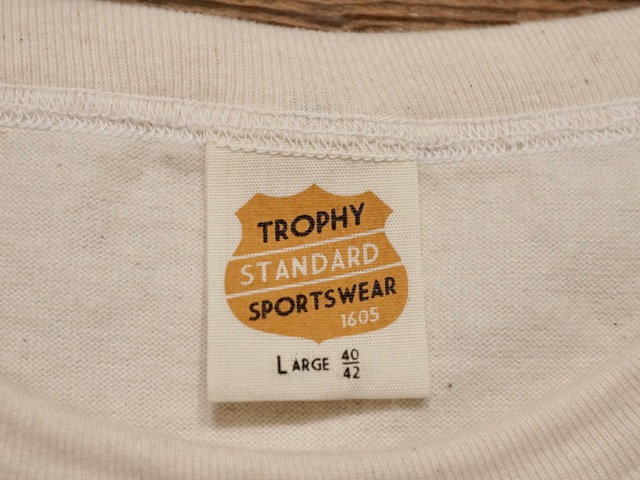 TROPHY
STANDARD
SPORTSWEAR
1605
LARGE 40/42